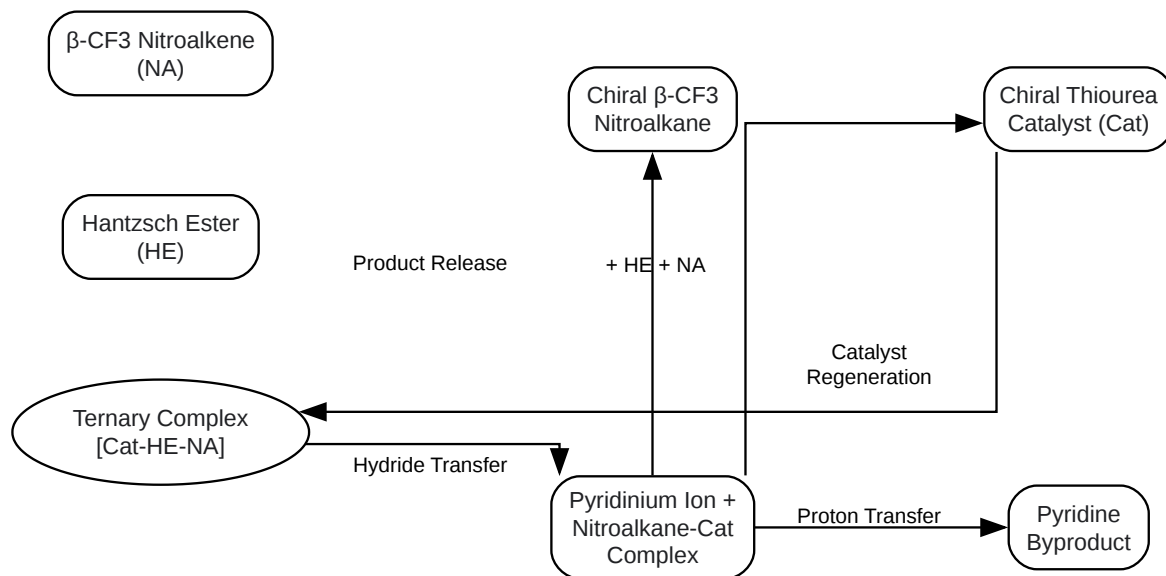 β-CF3 Nitroalkene
(NA)
Chiral β-CF3
Nitroalkane
Chiral Thiourea
Catalyst (Cat)
Hantzsch Ester
(HE)
Product Release
+ HE + NA
Catalyst
Regeneration
Ternary Complex
[Cat-HE-NA]
Hydride Transfer
Pyridinium Ion +
Nitroalkane-Cat
Complex
Proton Transfer
Pyridine
Byproduct